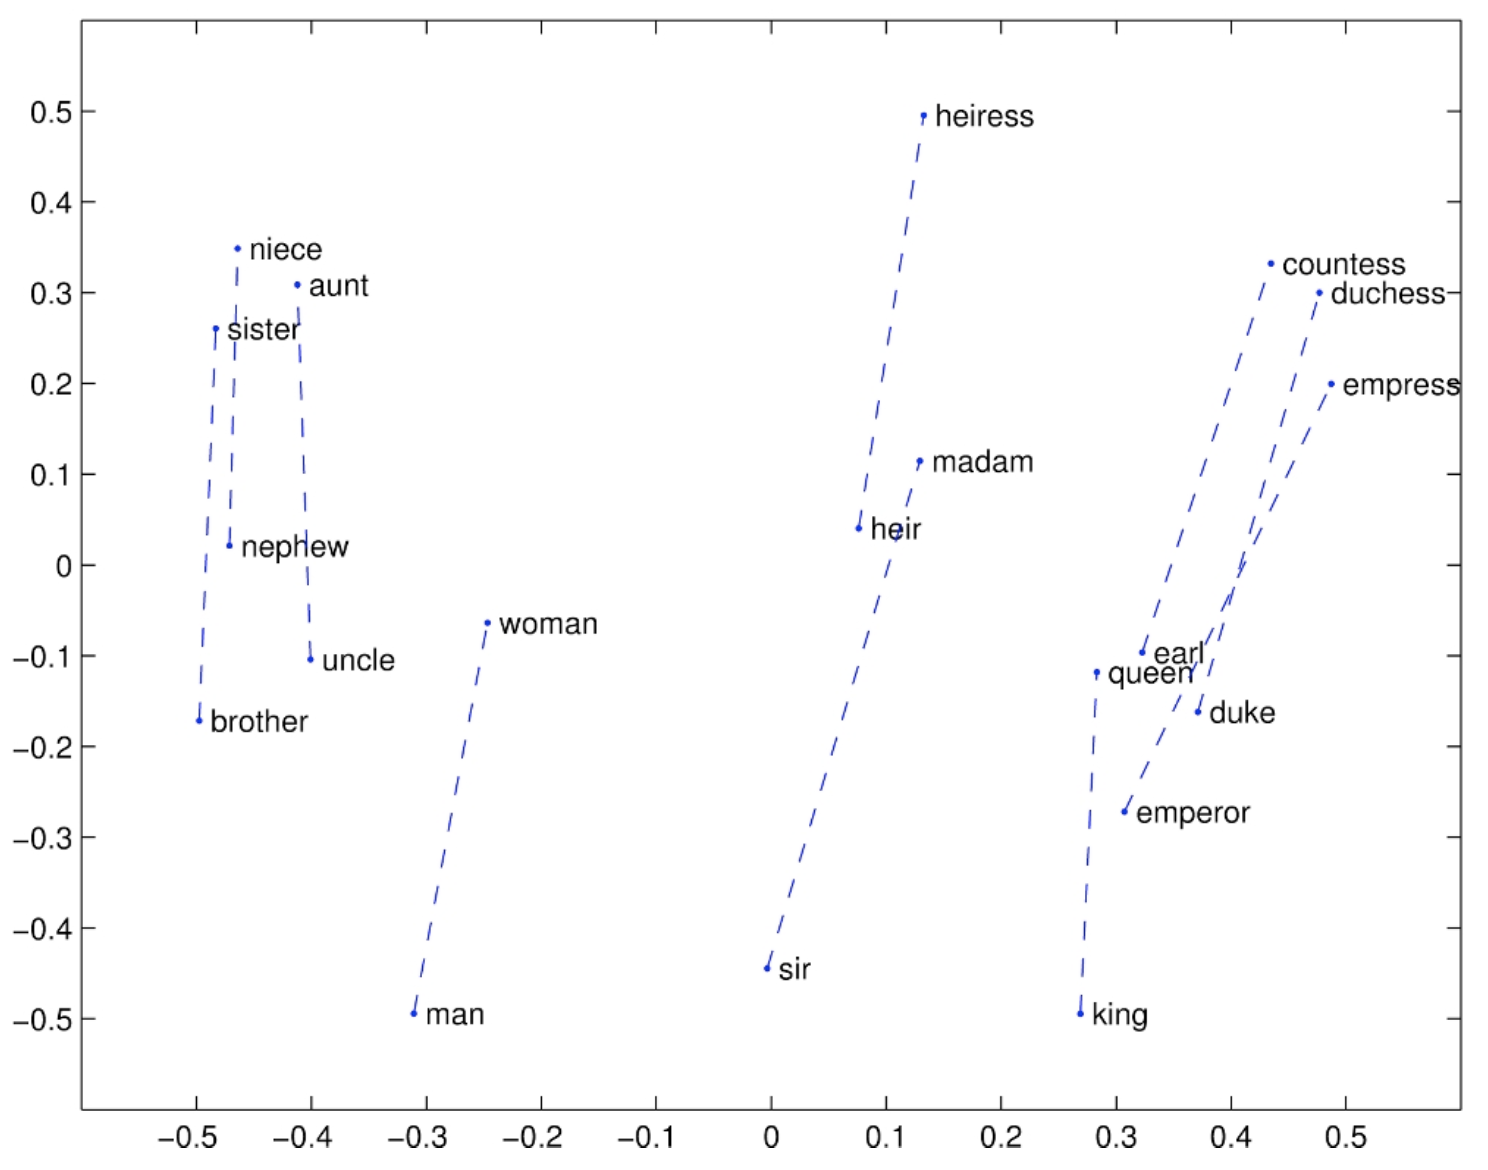 0.5
heiress
0.4
niece
countess
aunt
0.3
duchess
sister
0.2
empress
0.1
madam
heir
nephew
0
woman
earl
−0.1
uncle
queen
duke
brother
−0.2
emperor
−0.3
−0.4
sir
man
king
−0.5
−0.5 −0.4 −0.3 −0.2 −0.1 0 0.1 0.2 0.3 0.4 0.5